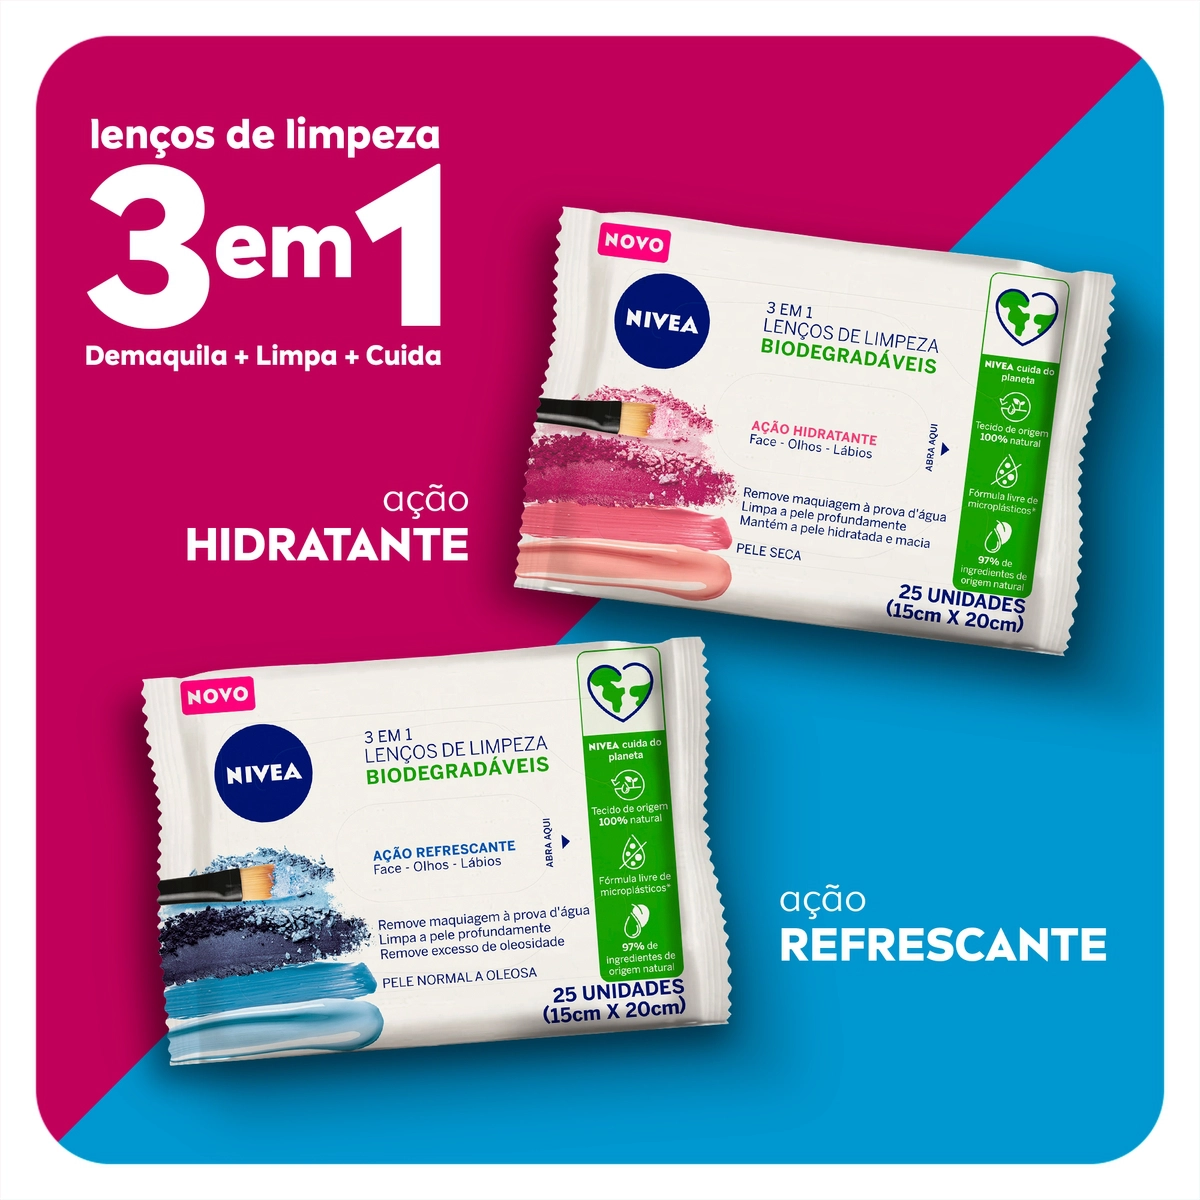 lenços de limpeza
3 em 1
Demaquila + Limpa + Cuida
ação
HIDRATANTE
NOVO
NIVEA
3 EM 1
LENÇOS DE LIMPEZA
BIODEGRADÁVEIS
AÇÃO HIDRATANTE
Face - Olhos - Lábios
ABRA AQUI
Remove maquiagem à prova d'água
Limpa a pele profundamente
Mantém a pele hidratada e macia
PELE SECA
NIVEA cuida do
planeta
Tecido de origem
100% natural
Fórmula livre de
microplásticos*
97% de
ingredientes de
origem natural
25 UNIDADES
(15cm X 20cm)
NOVO
NIVEA
3 EM 1
LENÇOS DE LIMPEZA
BIODEGRADÁVEIS
AÇÃO REFRESCANTE
Face - Olhos - Lábios
ABRA AQUI
Remove maquiagem à prova d'água
Limpa a pele profundamente
Remove excesso de oleosidade
PELE NORMAL A OLEOSA
NIVEA cuida do
planeta
Tecido de origem
100% natural
Fórmula livre de
microplásticos*
97% de
ingredientes de
origem natural
25 UNIDADES
(15cm X 20cm)
ação
REFRESCANTE